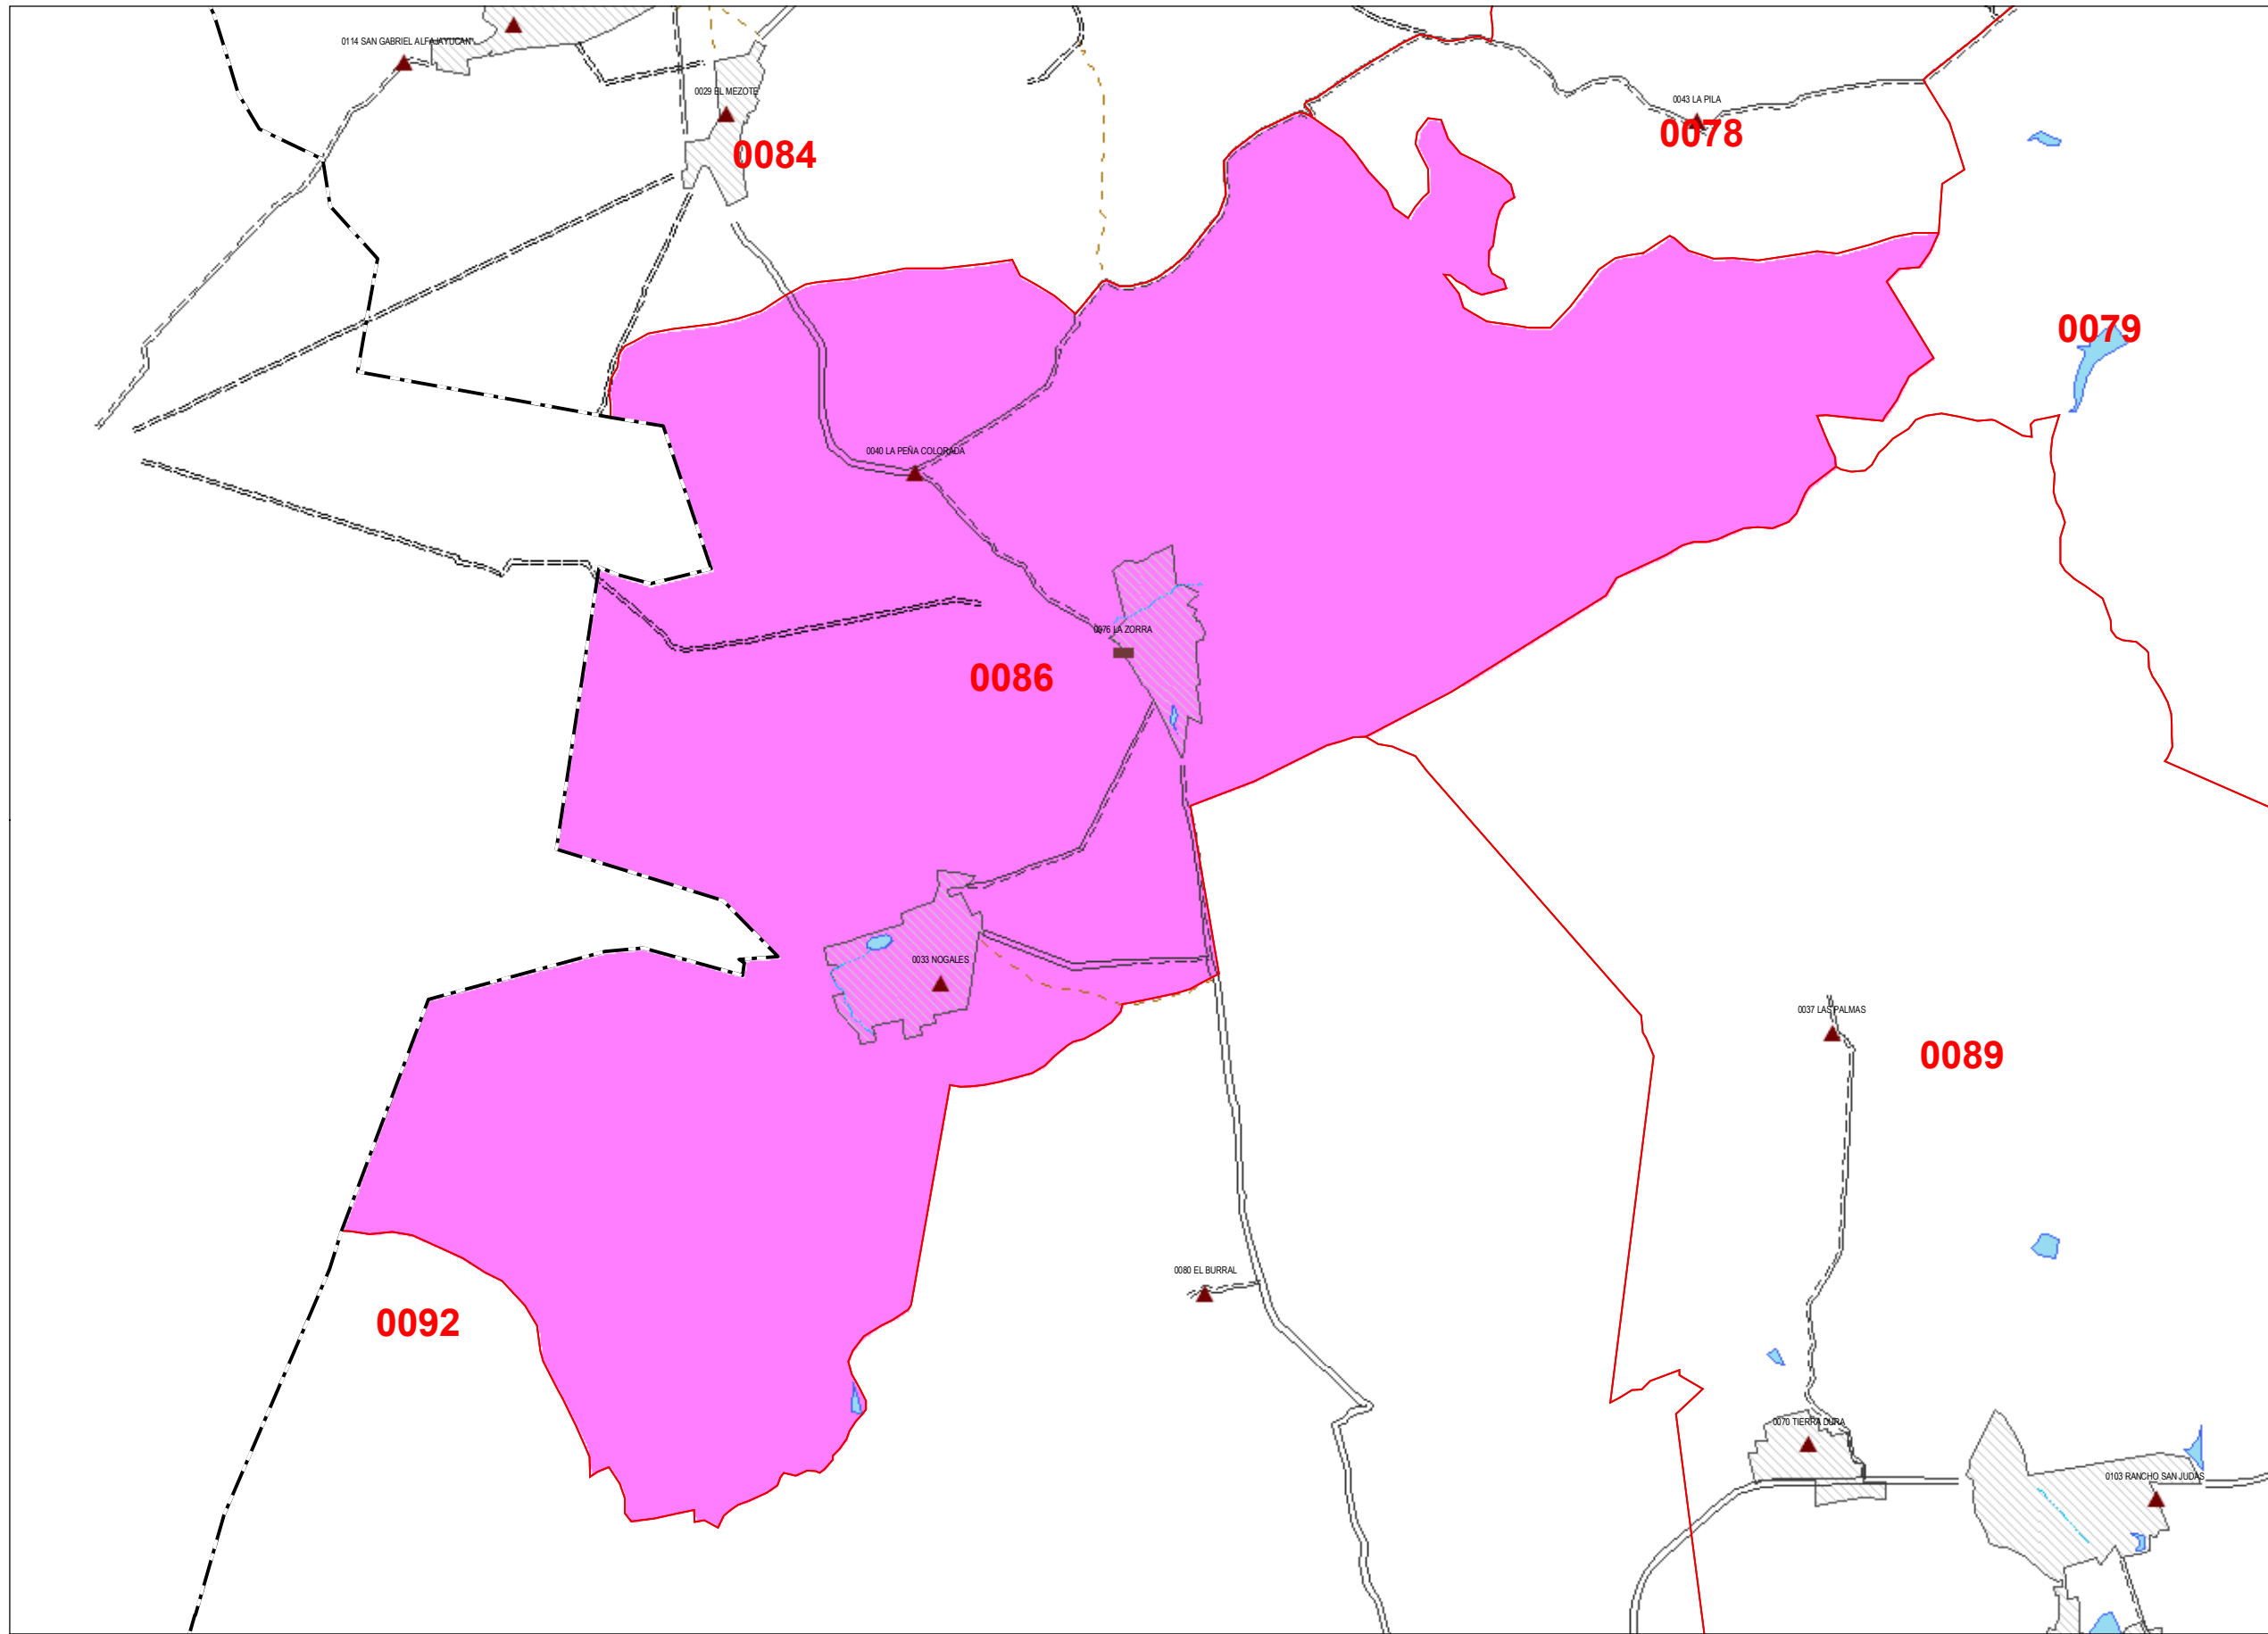 0114 SAN GABRIEL ALFAJAYUCAN
0029 EL MEZOTE
0084
0043 LA PILA
0078
0079
0040 LA PEÑA COLORADA
0076 LA ZORRA
0086
0033 NOGALES
0037 LAS PALMAS
0089
0080 EL BURRAL
0092
0070 TIERRA DURA
0103 RANCHO SAN JUDAS